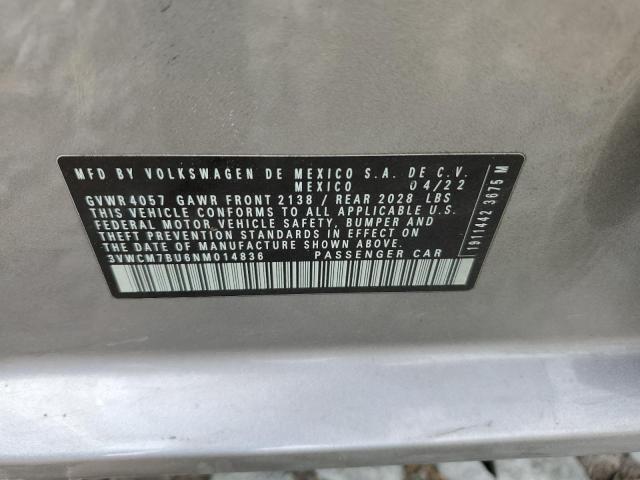 MFD BY VOLKSWAGEN DE MEXICO S.A. DE C.V.
MEXICO 04/22
GVWR 4057 GAWR FRONT 2138 / REAR 2028 LBS
THIS VEHICLE CONFORMS TO ALL APPLICABLE U.S.
FEDERAL MOTOR VEHICLE SAFETY, BUMPER AND
THEFT PREVENTION STANDARDS IN EFFECT ON
THE DATE OF MANUFACTURE SHOWN ABOVE.
3VWCM7BU6NM014836 PASSENGER CAR
1911442 3675 M